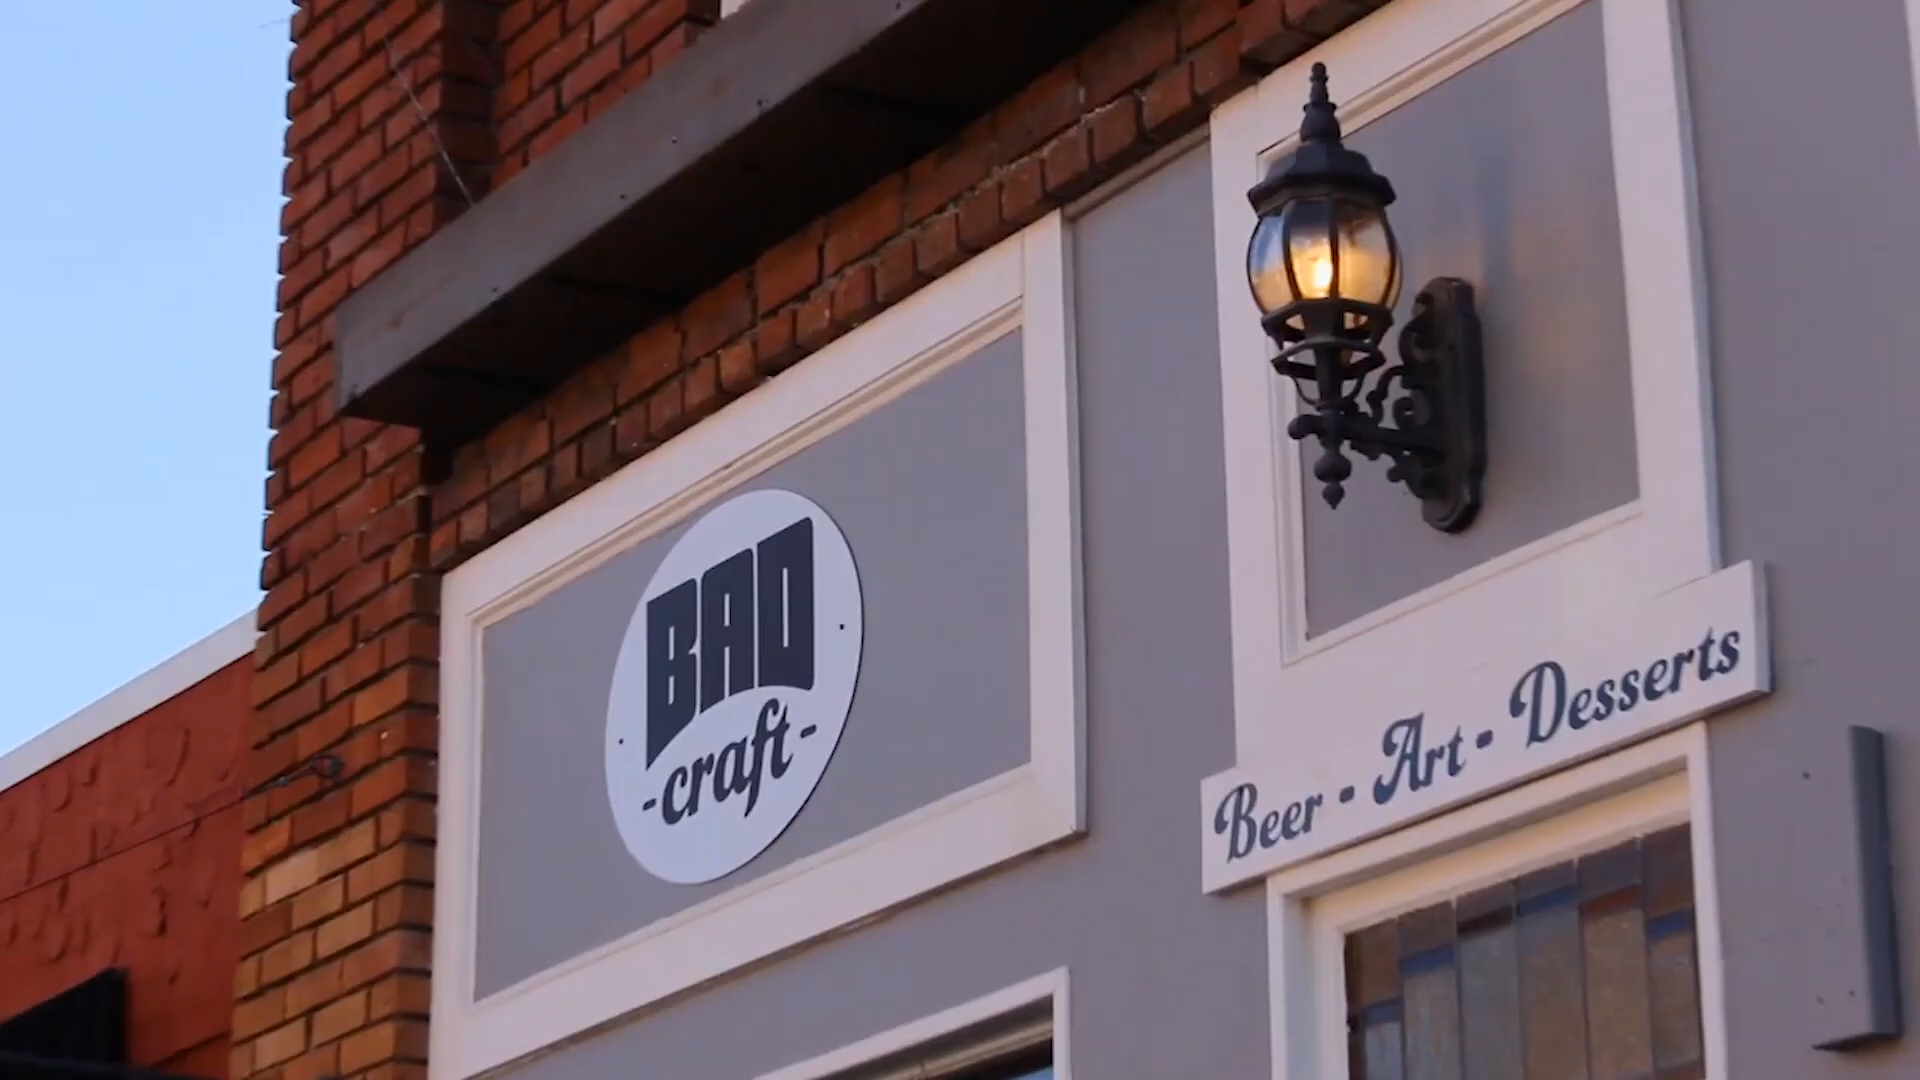 BAD
-craft-
Beer - Art - Desserts